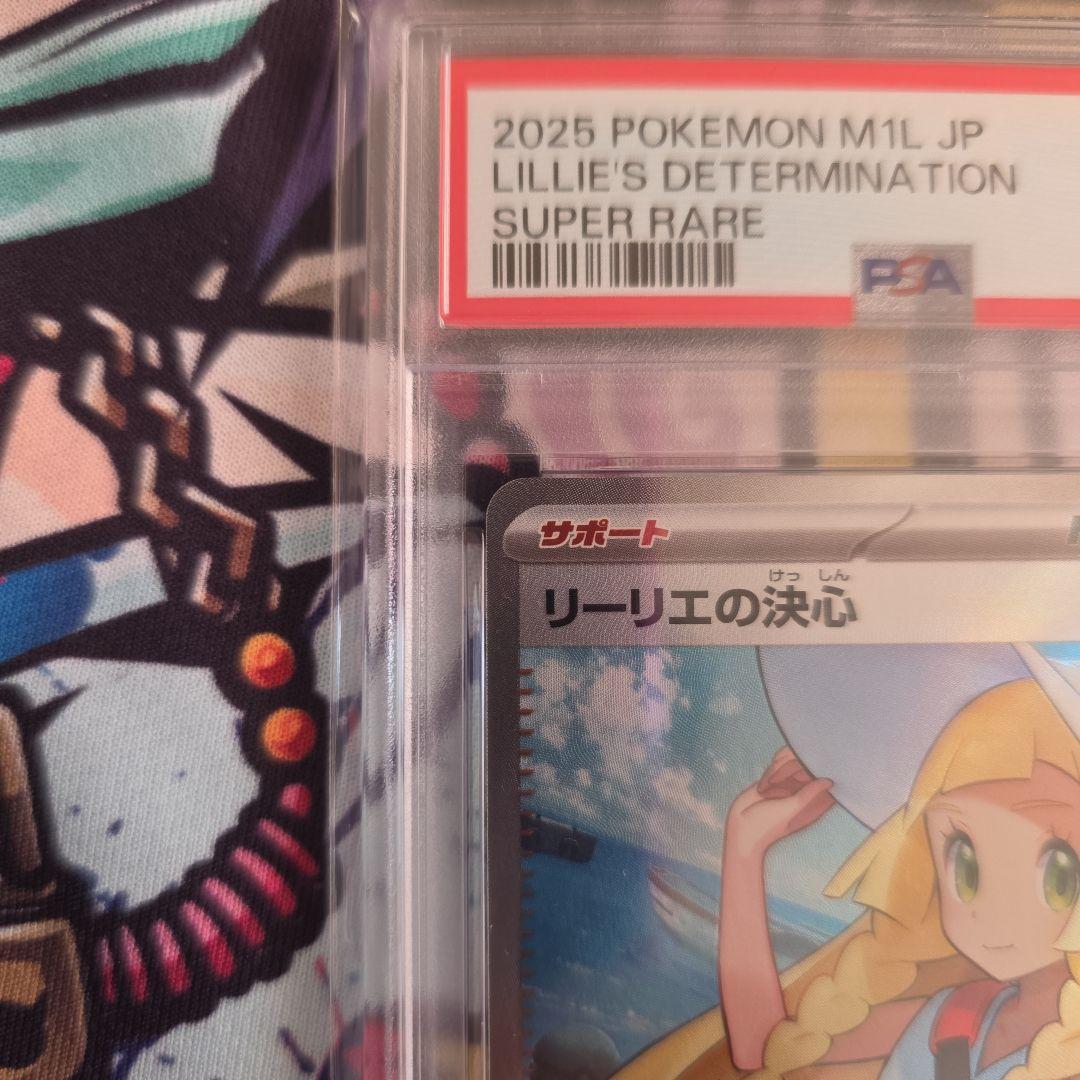 2025 POKEMON M1L JP
LILLIE'S DETERMINATION
SUPER RARE
PSA
サポート
けっ しん
リーリエの決心